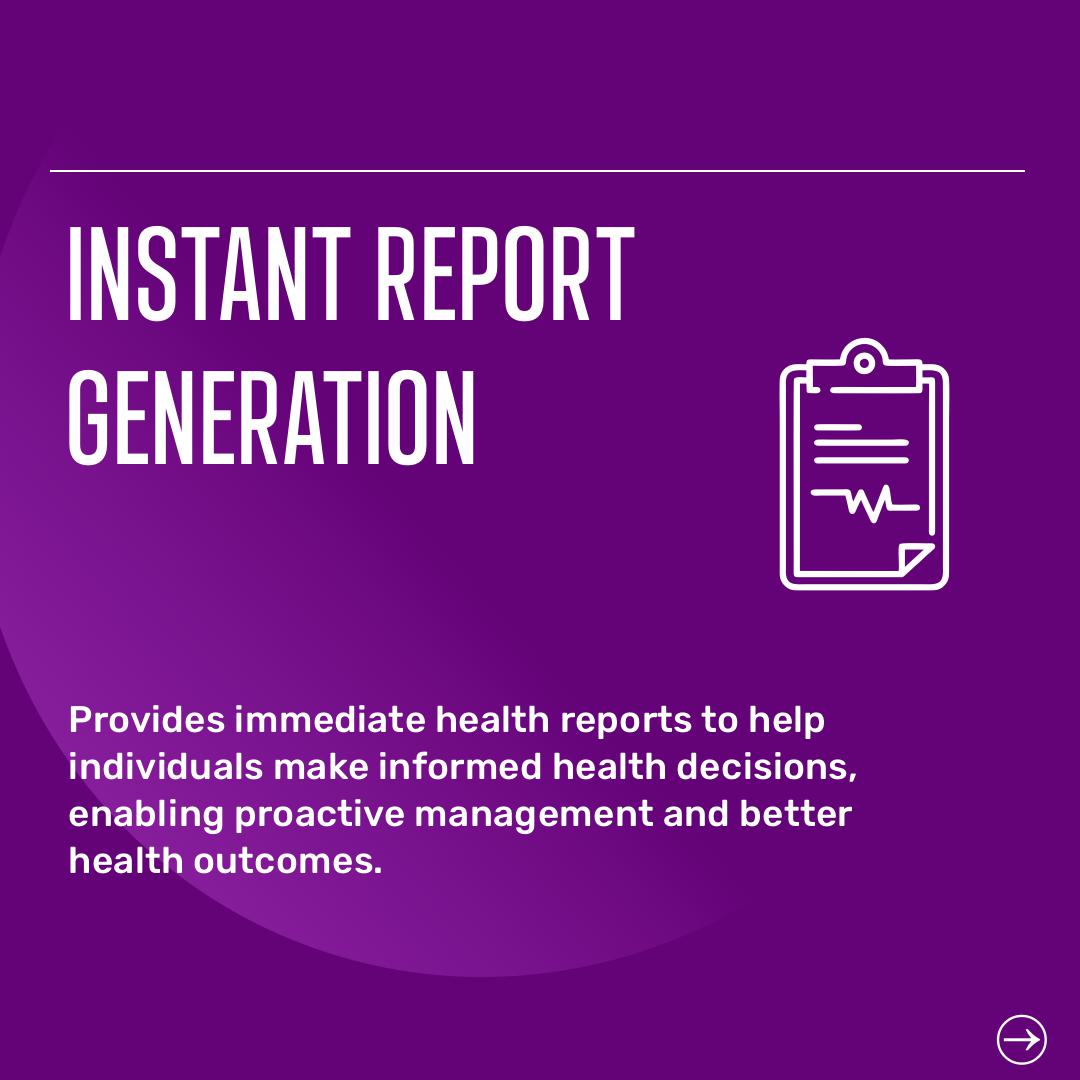 INSTANT REPORT
GENERATION
Provides immediate health reports to help
individuals make informed health decisions,
enabling proactive management and better
health outcomes.